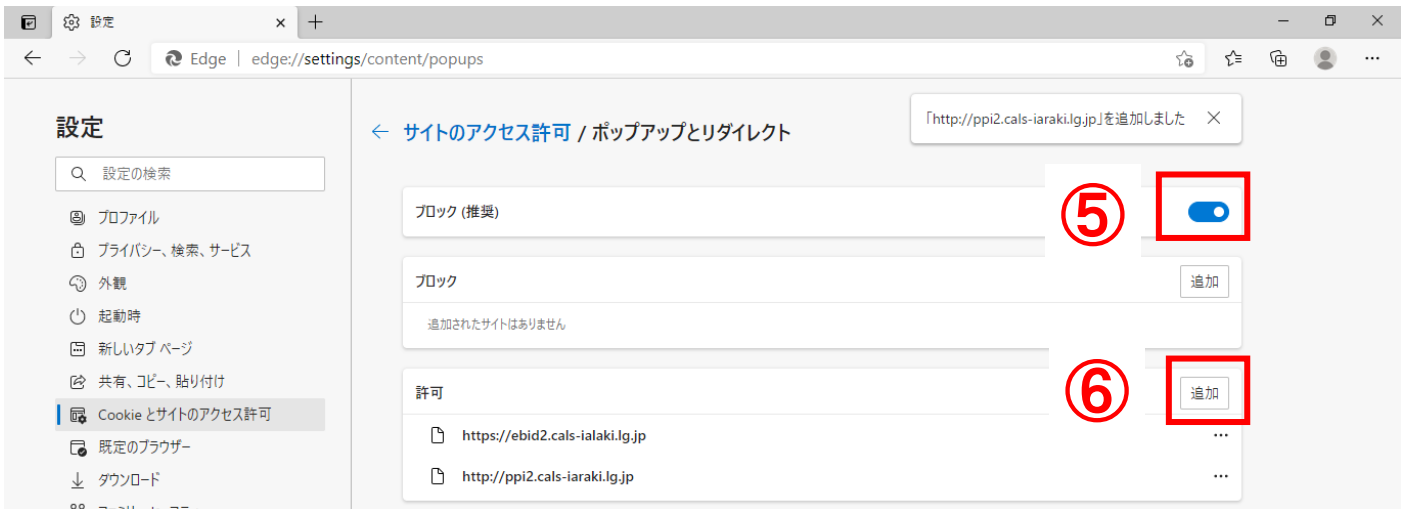 設定
Edge | edge://settings/content/popups
設定
設定の検索
プロファイル
プライバシー、検索、サービス
外観
起動時
新しいタブ ページ
共有、コピー、貼り付け
Cookie とサイトのアクセス許可
既定のブラウザー
ダウンロード
サイトのアクセス許可 / ポップアップとリダイレクト
「http://ppi2.cals-iaraki.lg.jp」を追加しました
ブロック (推奨)
⑤
ブロック
追加
追加されたサイトはありません
⑥
許可
追加
https://ebid2.cals-ialaki.lg.jp
http://ppi2.cals-iaraki.lg.jp